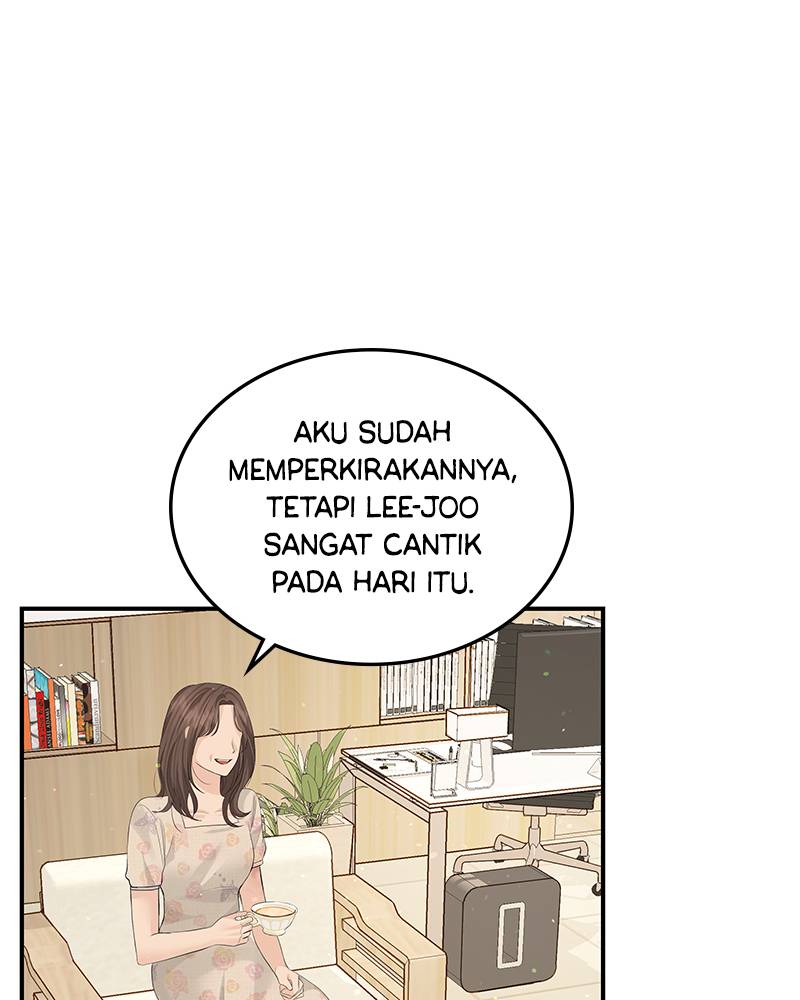 AKU SUDAH
MEMPERKIRAKANNYA,
TETAPI LEE-JOO
SANGAT CANTIK
PADA HARI ITU.